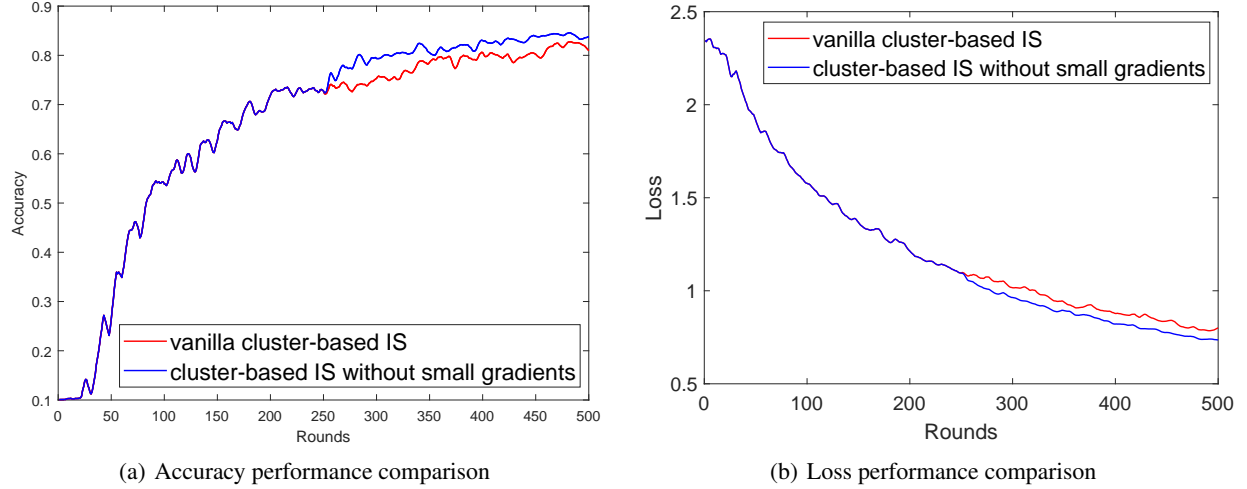 0.9
0.8
0.7
0.6
0.5
0.4
0.3
0.2
0.1
Accuracy
vanilla cluster-based IS
cluster-based IS without small gradients
0 50 100 150 200 250 300 350 400 450 500
Rounds
(a) Accuracy performance comparison
2.5
2
1.5
1
0.5
Loss
vanilla cluster-based IS
cluster-based IS without small gradients
0 100 200 300 400 500
Rounds
(b) Loss performance comparison